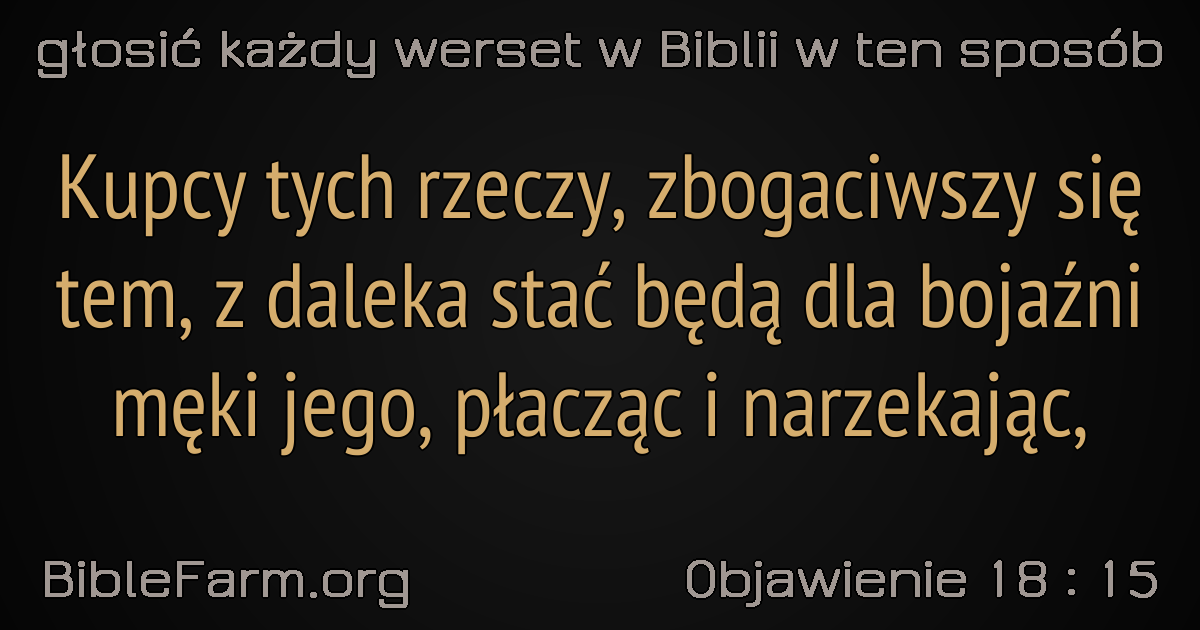 głosić każdy werset w Biblii w ten sposób
Kupcy tych rzeczy, zbogaciwszy się
tem, z daleka stać będą dla bojaźni
męki jego, płacząc i narzekając,
BibleFarm.org
Objawienie 18 : 15